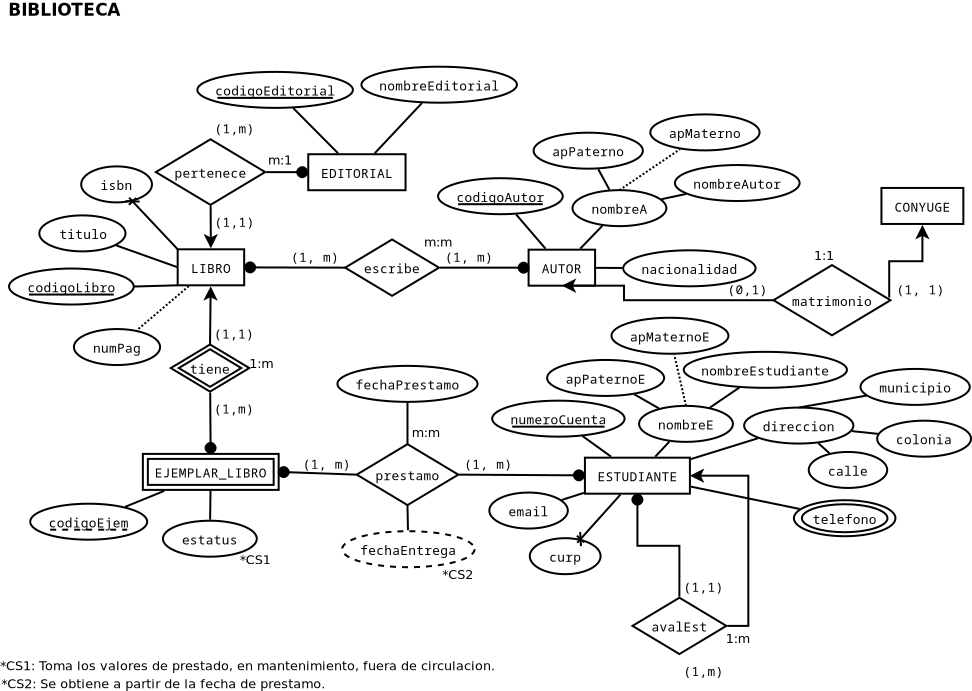 BIBLIOTECA
codigoEditorial
nombreEditorial
(1,m)
apMaterno
apPaterno
m:1
pertenece
EDITORIAL
isbn
nombreAutor
codigoAutor
nombreA
CONYUGE
(1,1)
titulo
m:m
1:1
LIBRO
(1, m)
escribe
(1, m)
AUTOR
nacionalidad
codigoLibro
(0,1)
matrimonio
(1, 1)
numPag
(1,1)
apMaternoE
tiene
1:m
fechaPrestamo
apPaternoE
nombreEstudiante
municipio
(1,m)
numeroCuenta
nombreE
direccion
m:m
colonia
EJEMPLAR_LIBRO
(1, m)
prestamo
(1, m)
ESTUDIANTE
calle
codigoEjem
email
telefono
estatus
*CS1
fechaEntrega
*CS2
curp
(1,1)
avalEst
1:m
(1,m)
*CS1: Toma los valores de prestado, en mantenimiento, fuera de circulacion.
*CS2: Se obtiene a partir de la fecha de prestamo.